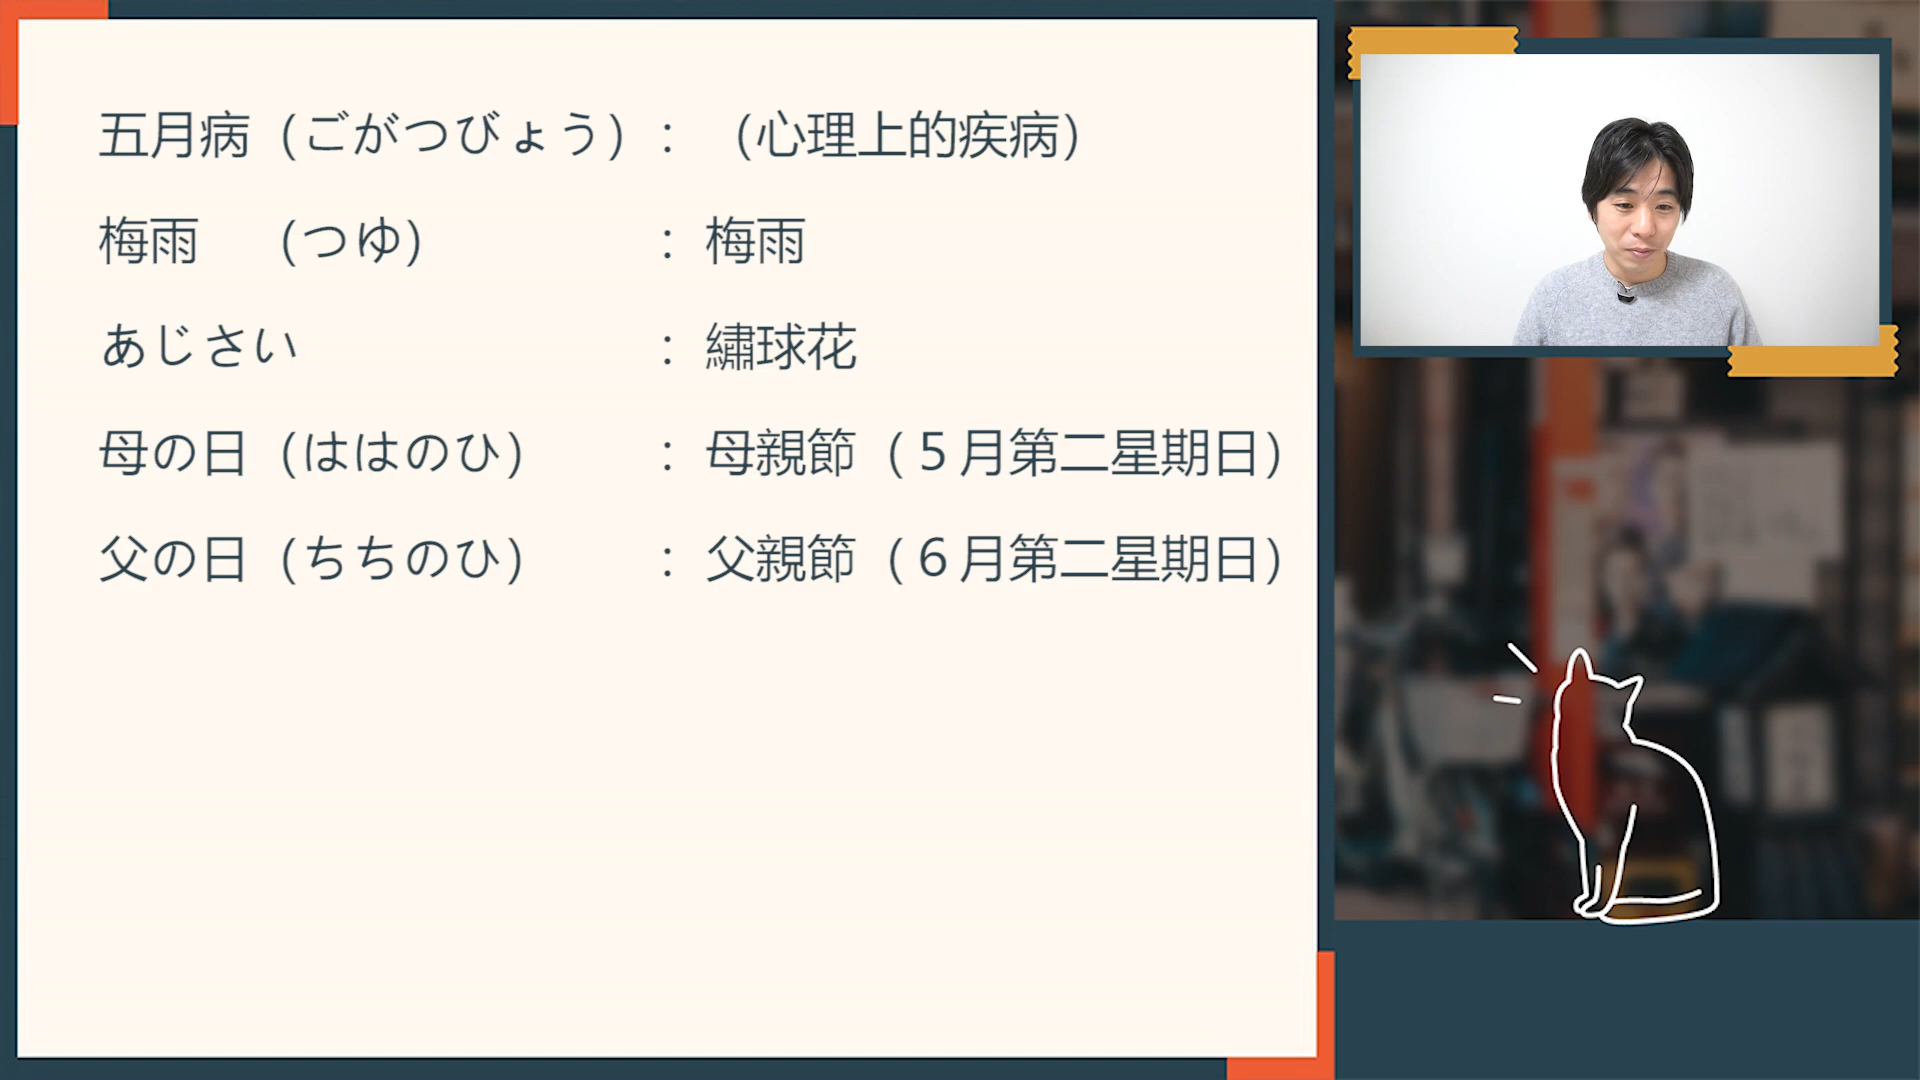 五月病（ごがつびょう）： （心理上的疾病）
梅雨 （つゆ） ： 梅雨
あじさい ： 繡球花
母の日（ははのひ） ： 母親節（５月第二星期日）
父の日（ちちのひ） ： 父親節（６月第二星期日）